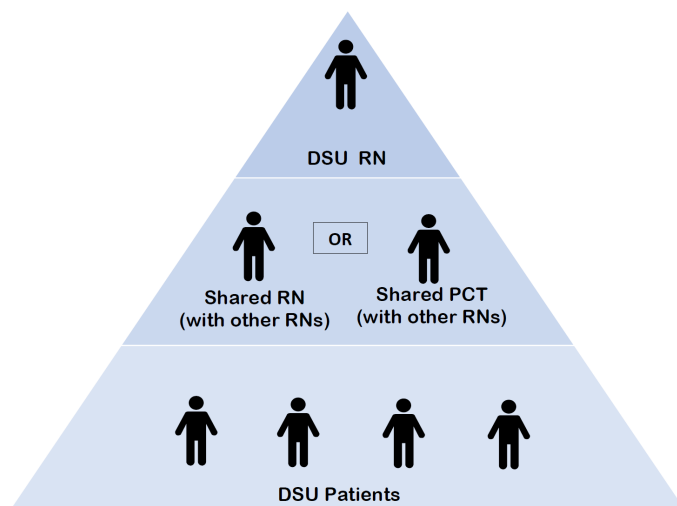 DSU RN
OR
Shared RN
(with other RNs)
Shared PCT
(with other RNs)
DSU Patients